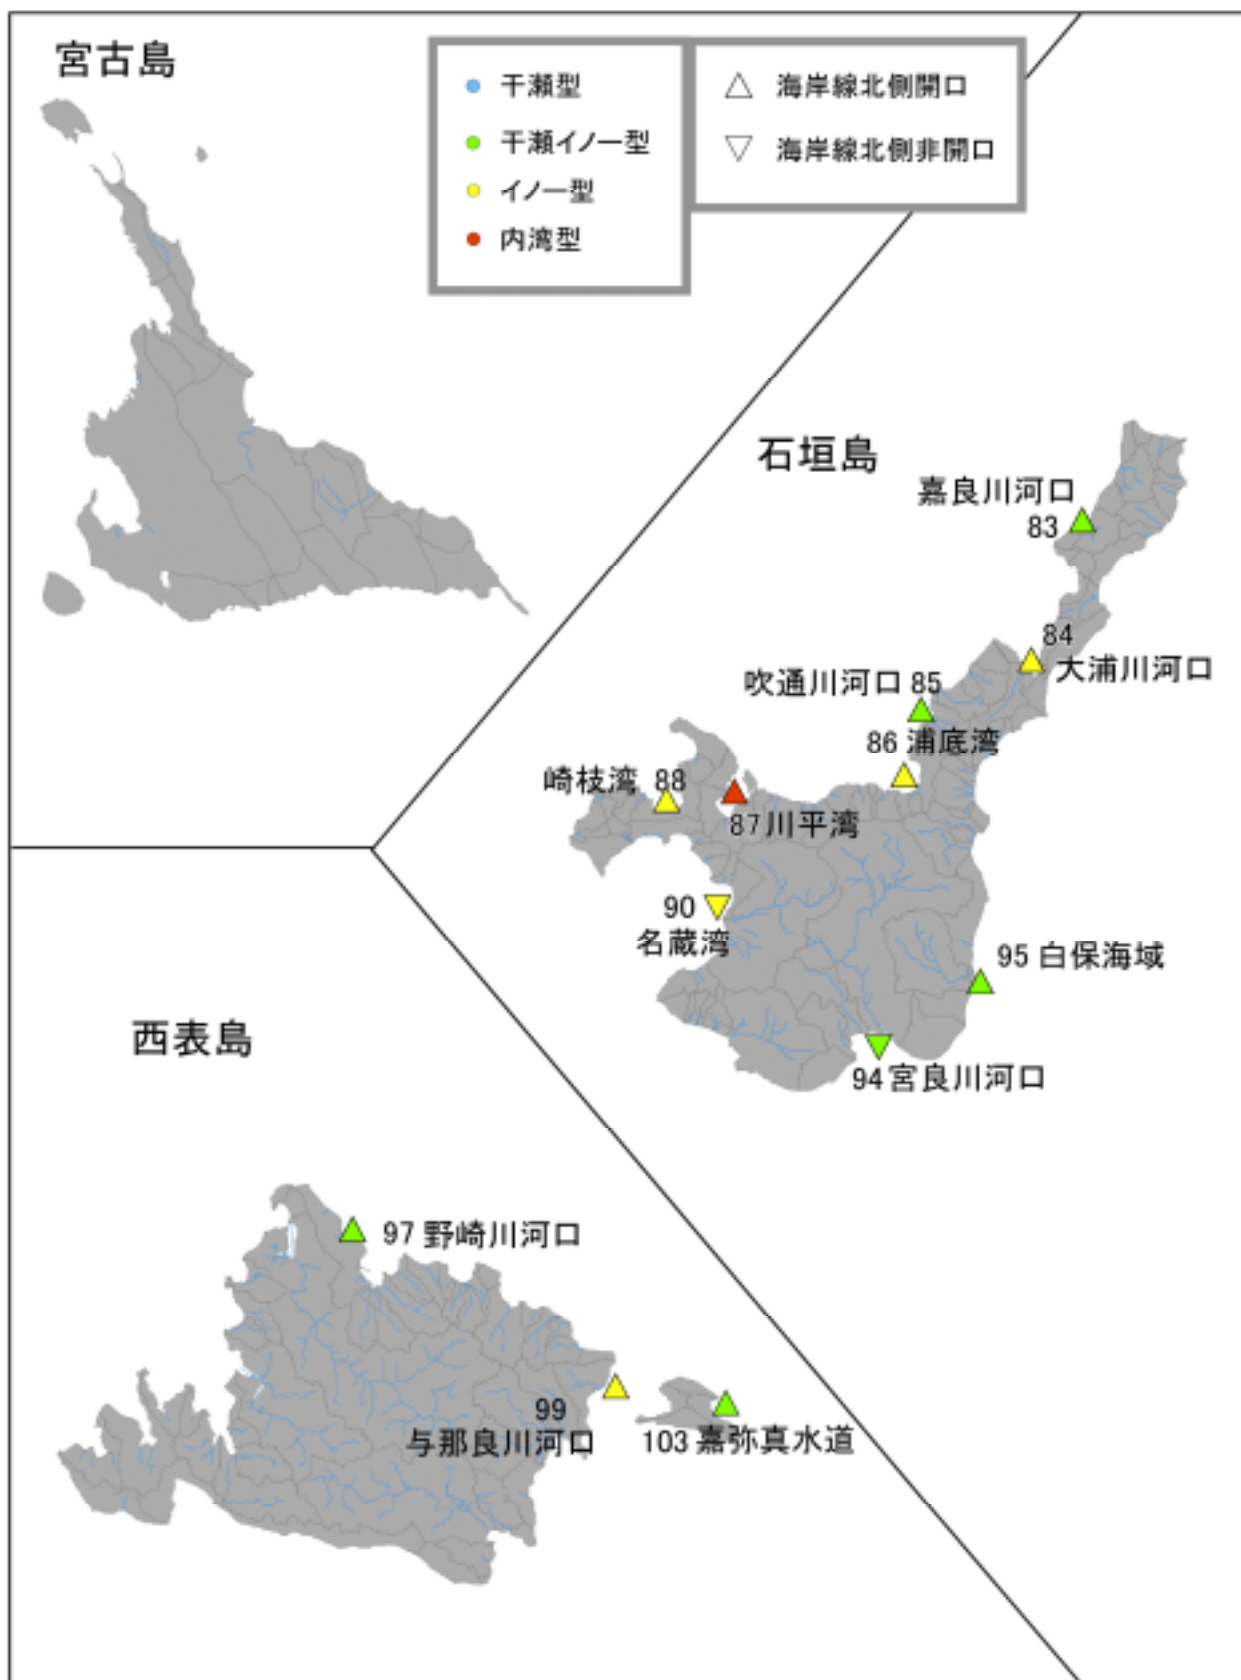 宮古島
干瀬型
干瀬イノー型
イノー型
内湾型
海岸線北側開口
海岸線北側非開口
石垣島
嘉良川河口
83
84
大浦川河口
吹通川河口 85
86 浦底湾
崎枝湾 88
87 川平湾
90
名蔵湾
95 白保海域
94 宮良川河口
西表島
97 野崎川河口
99
与那良川河口
103 嘉弥真水道